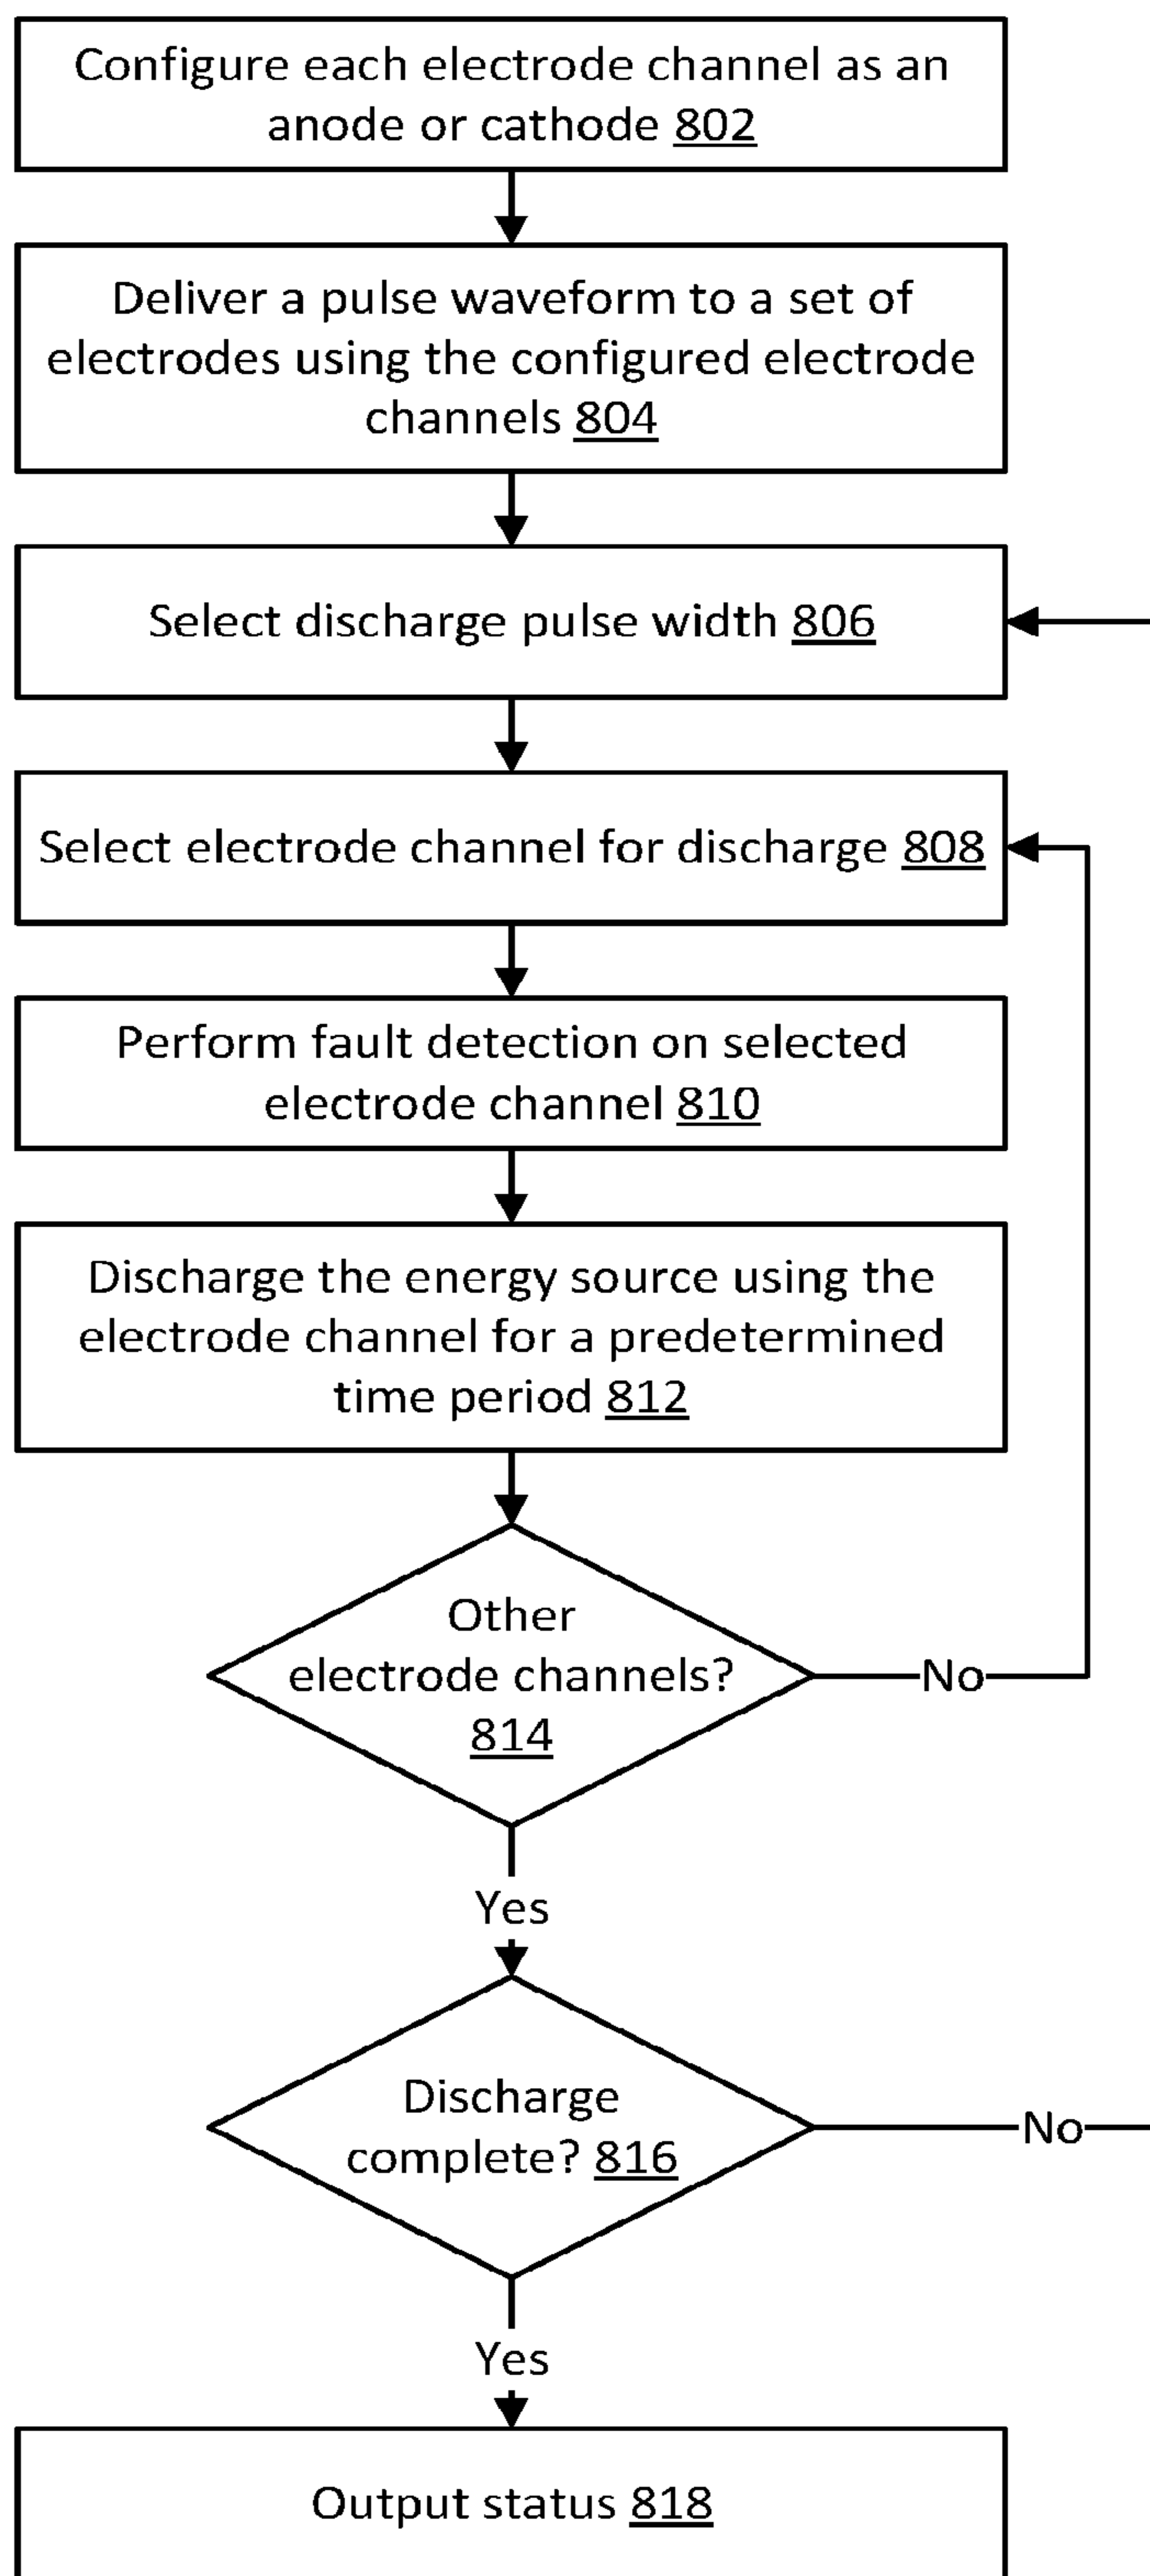 Configure each electrode channel as an
anode or cathode 802
Deliver a pulse waveform to a set of
electrodes using the configured electrode
channels 804
Select discharge pulse width 806
Select electrode channel for discharge 808
Perform fault detection on selected
electrode channel 810
Discharge the energy source using the
electrode channel for a predetermined
time period 812
Other
electrode channels?
814
No
Yes
Discharge
complete? 816
No
Yes
Output status 818